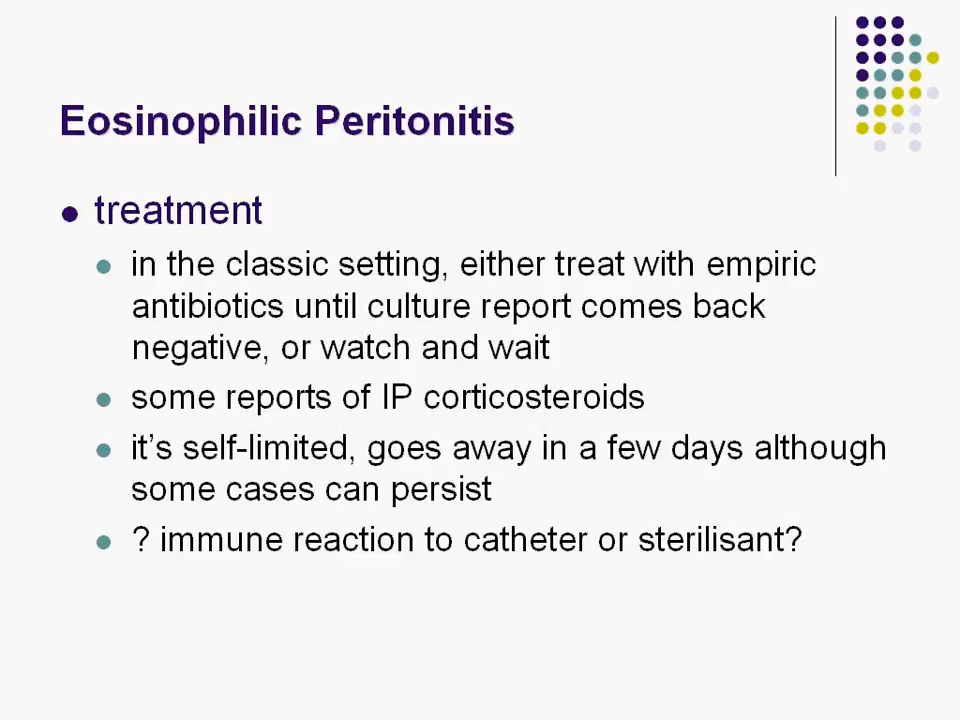 Eosinophilic Peritonitis
treatment
in the classic setting, either treat with empiric
antibiotics until culture report comes back
negative, or watch and wait
some reports of IP corticosteroids
it's self-limited, goes away in a few days although
some cases can persist
? immune reaction to catheter or sterilisant?